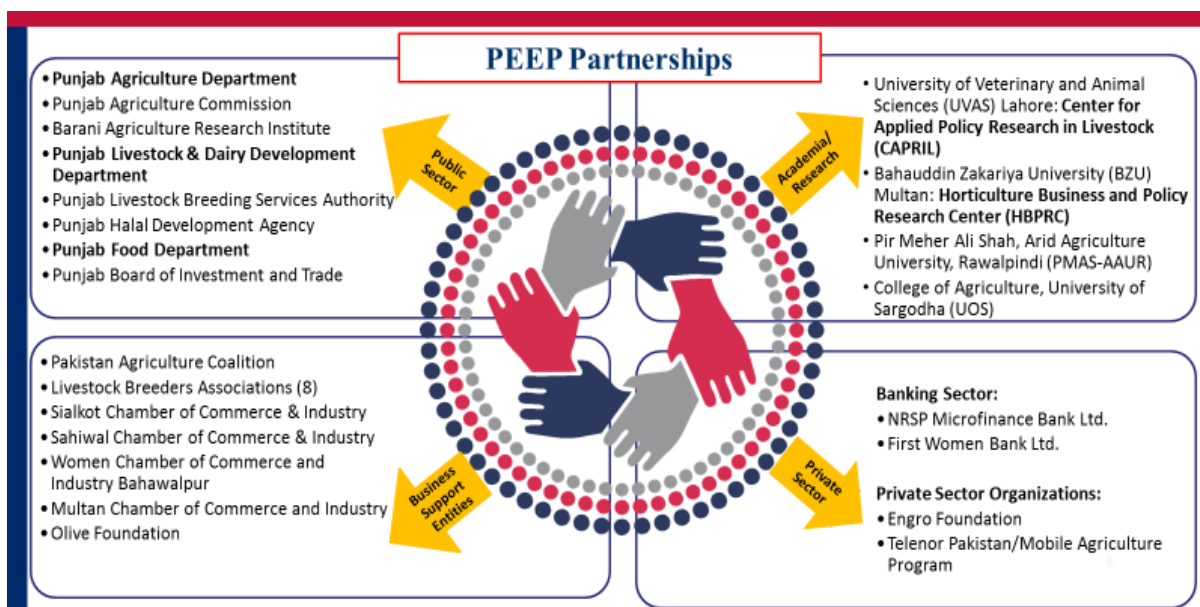 PEEP Partnerships
• Punjab Agriculture Department
• Punjab Agriculture Commission
• Barani Agriculture Research Institute
• Punjab Livestock & Dairy Development
Department
• Punjab Livestock Breeding Services Authority
• Punjab Halal Development Agency
• Punjab Food Department
• Punjab Board of Investment and Trade
Public
Sector
Academia/
Research
• University of Veterinary and Animal
Sciences (UVAS) Lahore: Center for
Applied Policy Research in Livestock
(CAPRIL)
• Bahauddin Zakariya University (BZU)
Multan: Horticulture Business and Policy
Research Center (HBPRC)
• Pir Meher Ali Shah, Arid Agriculture
University, Rawalpindi (PMAS-AAUR)
• College of Agriculture, University of
Sargodha (UOS)
• Pakistan Agriculture Coalition
• Livestock Breeders Associations (8)
• Sialkot Chamber of Commerce & Industry
• Sahiwal Chamber of Commerce & Industry
• Women Chamber of Commerce and
Industry Bahawalpur
• Multan Chamber of Commerce and Industry
• Olive Foundation
Business
Support
Entities
Private
Sector
Banking Sector:
• NRSP Microfinance Bank Ltd.
• First Women Bank Ltd.
Private Sector Organizations:
• Engro Foundation
• Telenor Pakistan/Mobile Agriculture
Program